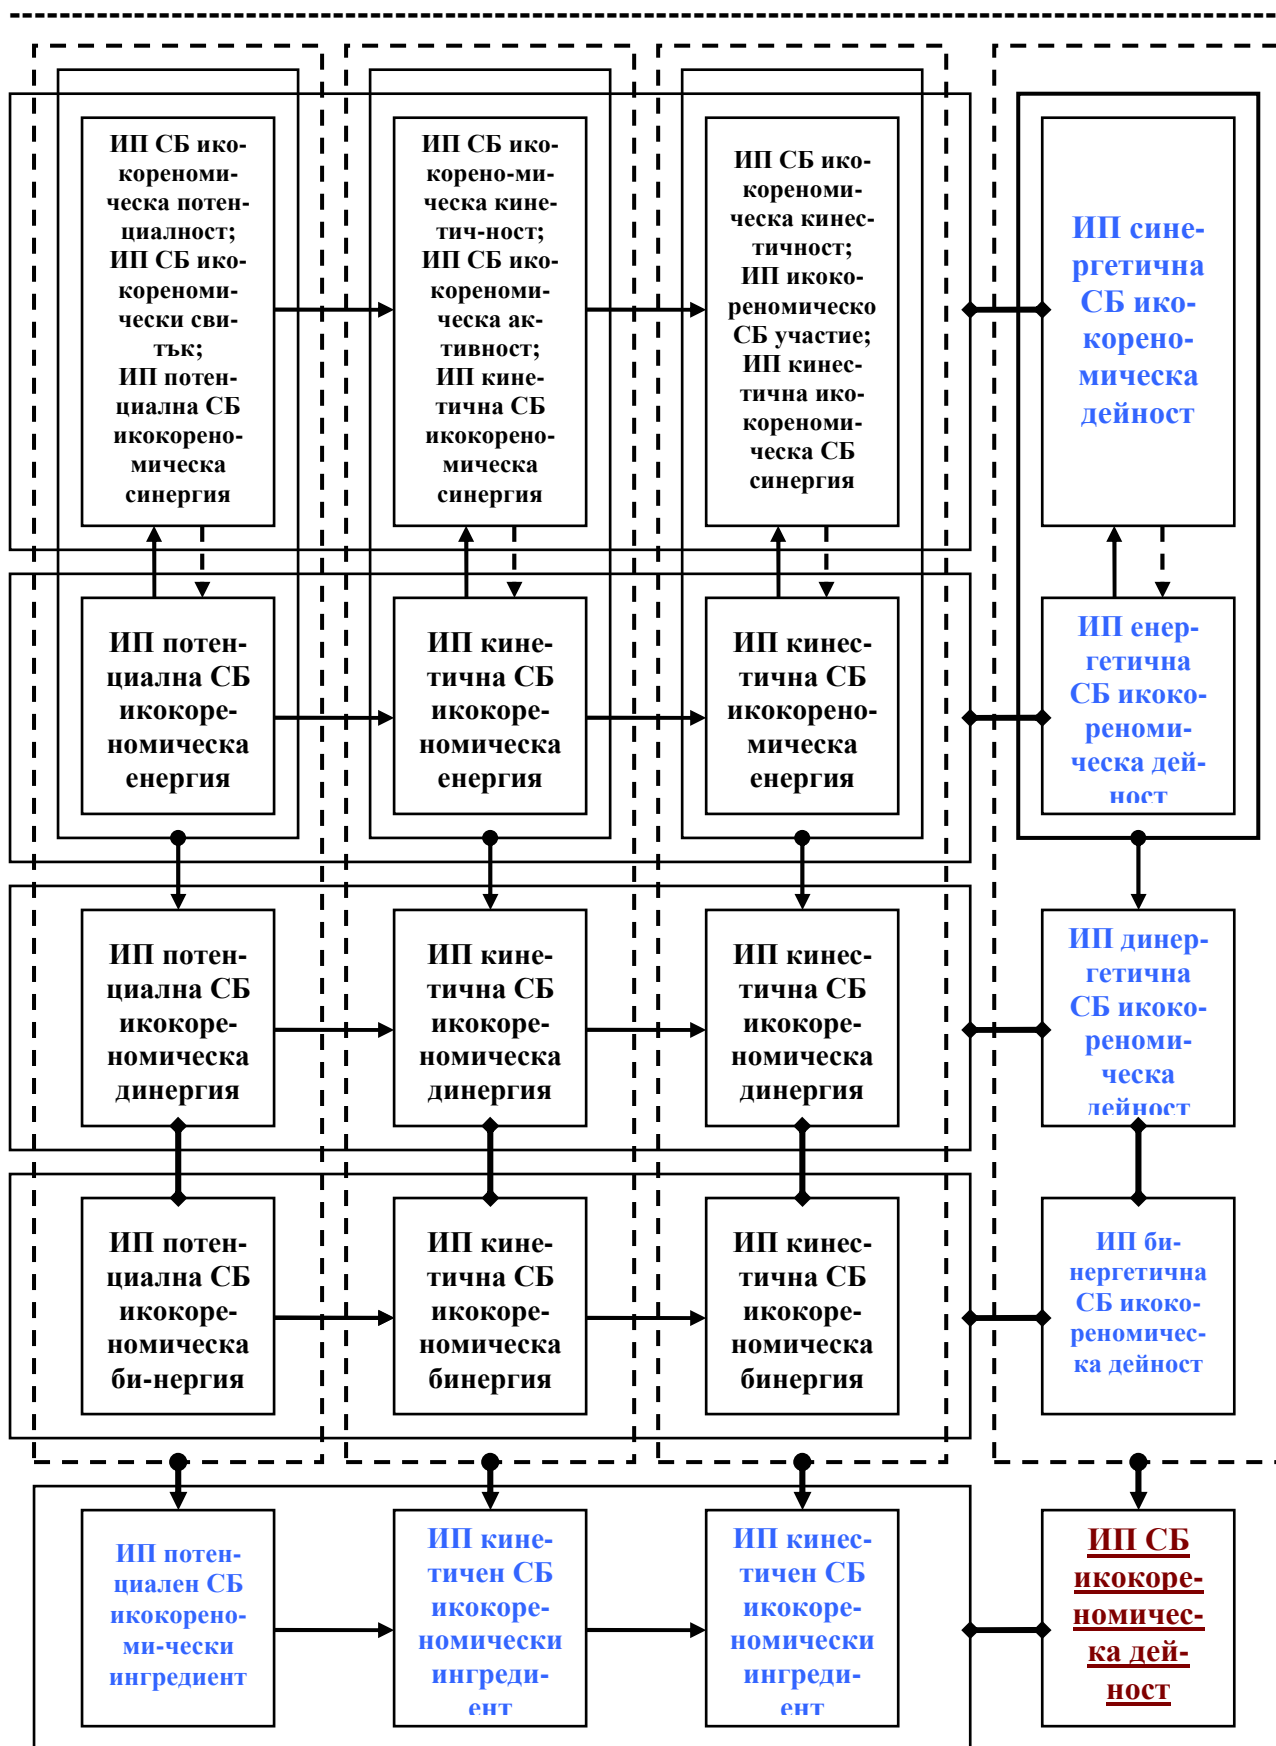 ИП СБ ико-
кореноми-
ческа потен-
циалност;
ИП СБ ико-
кореноми-
чески сви-
тък;
ИП потен-
циална СБ
икокорено-
мическа
синергия
ИП СБ ико-
корено-ми-
ческа кине-
тич-ност;
ИП СБ ико-
кореноми-
ческа ак-
тивност;
ИП кине-
тична СБ
икокорено-
мическа
синергия
ИП СБ ико-
кореноми-
ческа кинес-
тичност;
ИП икоко-
реномическо
СБ участие;
ИП кинес-
тична ико-
кореноми-
ческа СБ
синергия
ИП сине-
ргетична
СБ ико-
корено-
мическа
дейност
ИП потен-
циална СБ
икокоре-
номическа
енергия
ИП кине-
тична СБ
икокоре-
номическа
енергия
ИП кинес-
тична СБ
икокорено-
мическа
енергия
ИП енер-
гетична
СБ икоко-
реноми-
ческа дей-
ност
ИП потен-
циална СБ
икокоре-
номическа
динергия
ИП кине-
тична СБ
икокоре-
номическа
динергия
ИП кинес-
тична СБ
икокоре-
номическа
динергия
ИП динер-
гетична
СБ икоко-
реноми-
ческа
дейност
ИП потен-
циална СБ
икокоре-
номическа
би-нергия
ИП кине-
тична СБ
икокоре-
номическа
бинергия
ИП кинес-
тична СБ
икокоре-
номическа
бинергия
ИП би-
нергетична
СБ икоко-
реномичес-
ка дейност
ИП потен-
циален СБ
икокорено-
ми-чески
ингредиент
ИП кине-
тичен СБ
икокоре-
номически
ингреди-
ент
ИП кинес-
тичен СБ
икокоре-
номически
ингреди-
ент
ИП СБ
икокоре-
номичес-
ка дей-
ност